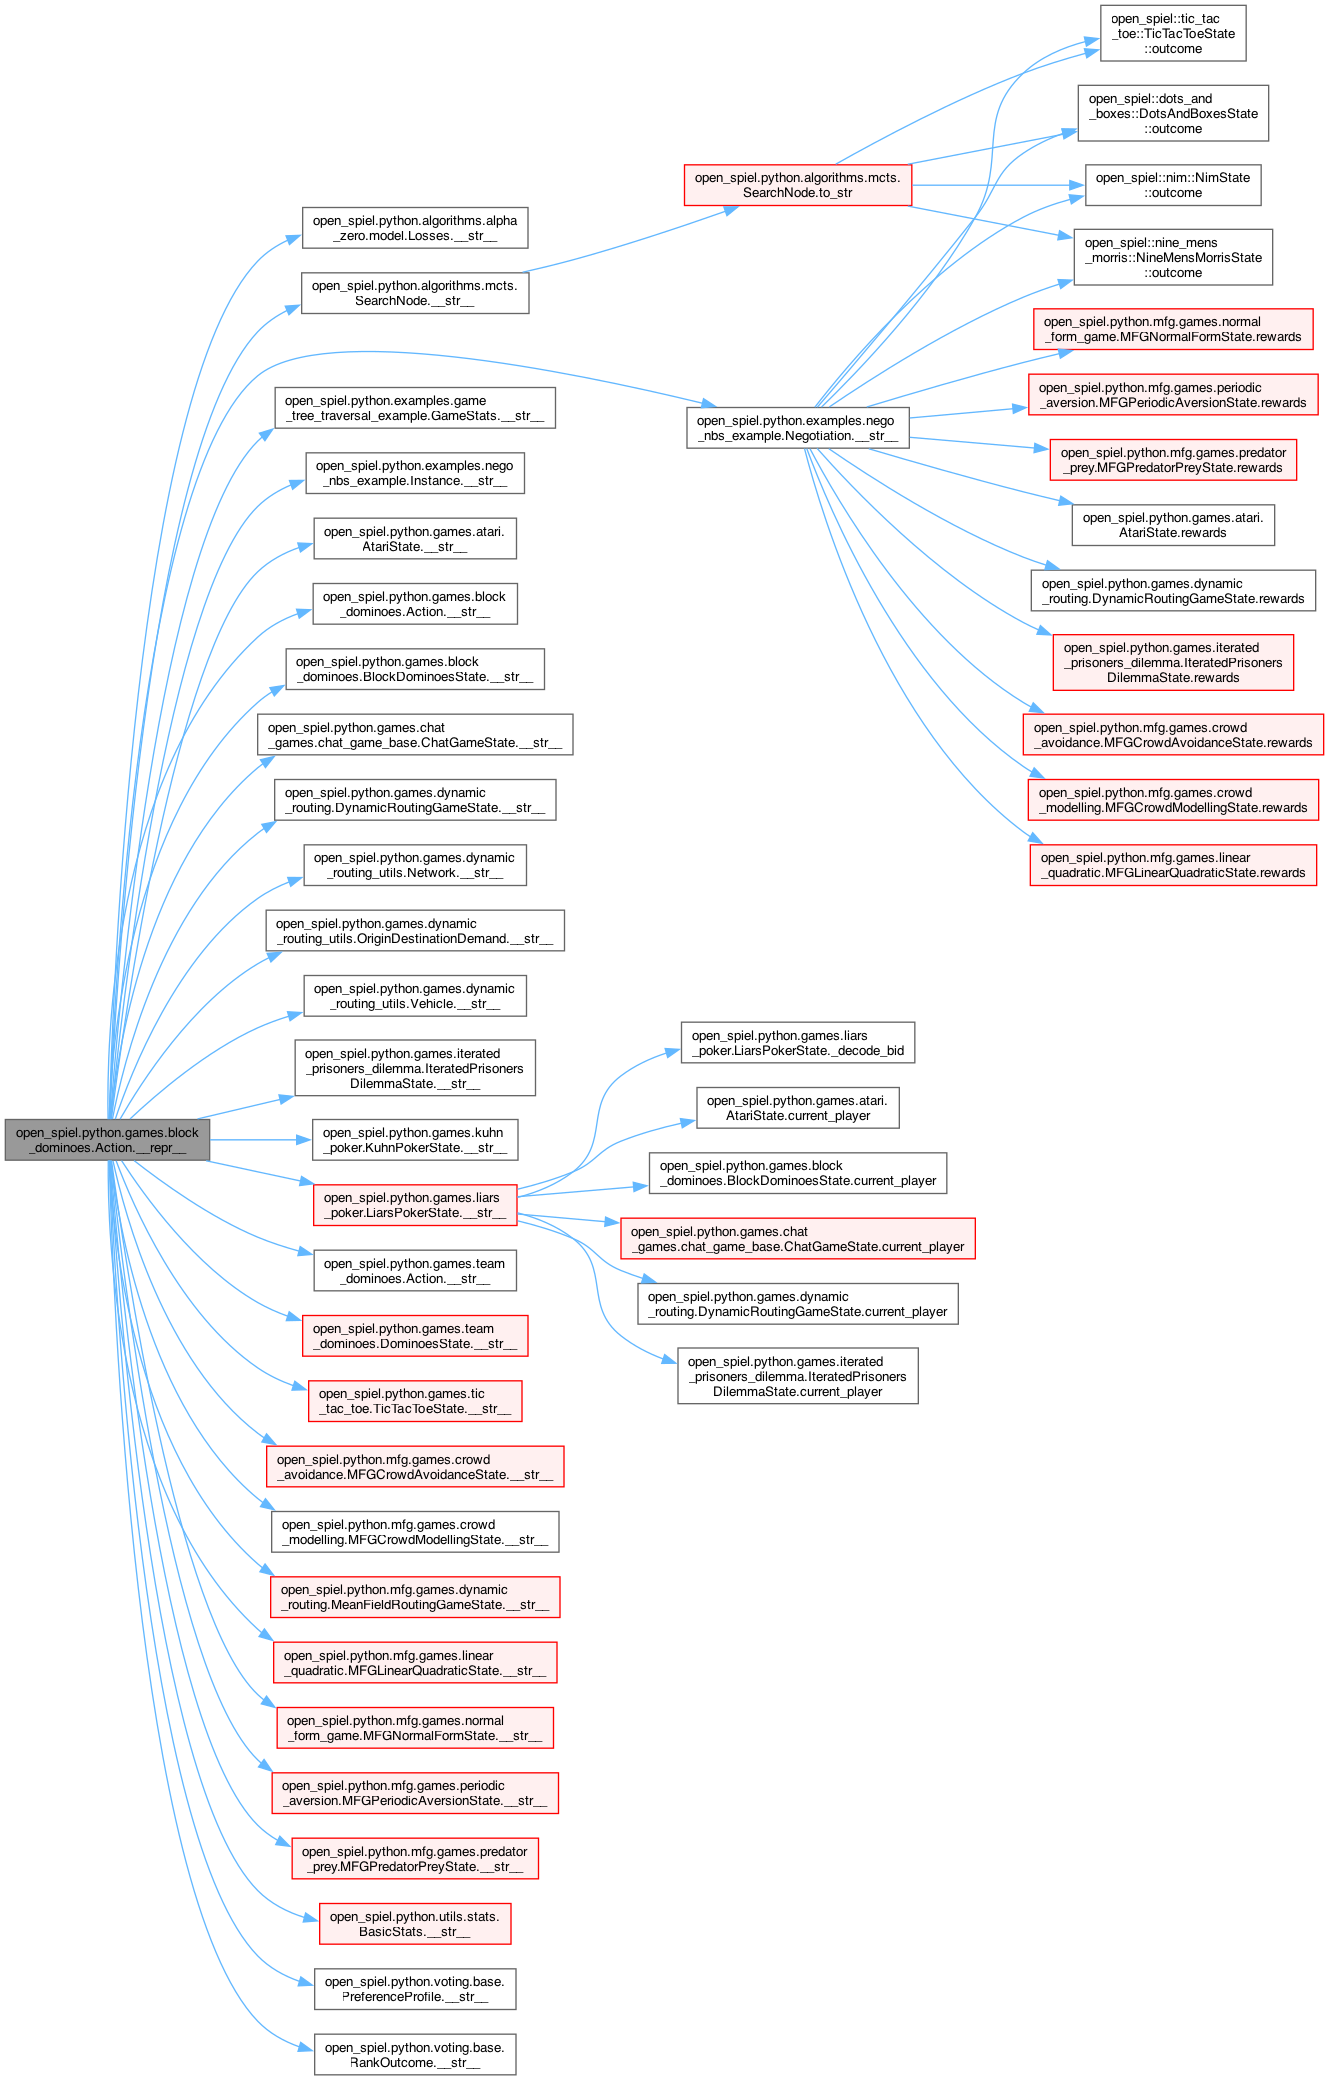 open_spiel::tic_tac
_toe::TicTacToeState
::outcome
open_spiel::dots_and
_boxes::DotsAndBoxesState
::outcome
open_spiel.python.algorithms.mcts.
SearchNode.to_str
open_spiel::nim::NimState
::outcome
open_spiel.python.algorithms.alpha
_zero.model.Losses.__str__
open_spiel::nine_mens
_morris::NineMensMorrisState
::outcome
open_spiel.python.algorithms.mcts.
SearchNode.__str__
open_spiel.python.mfg.games.normal
_form_game.MFGNormalFormState.rewards
open_spiel.python.examples.game
_tree_traversal_example.GameStats.__str__
open_spiel.python.examples.nego
_nbs_example.Negotiation.__str__
open_spiel.python.mfg.games.periodic
_aversion.MFGPeriodicAversionState.rewards
open_spiel.python.examples.nego
_nbs_example.Instance.__str__
open_spiel.python.mfg.games.predator
_prey.MFGPredatorPreyState.rewards
open_spiel.python.games.atari.
AtariState.__str__
open_spiel.python.games.atari.
AtariState.rewards
open_spiel.python.games.block
_dominoes.Action.__str__
open_spiel.python.games.dynamic
_routing.DynamicRoutingGameState.rewards
open_spiel.python.games.block
_dominoes.BlockDominoesState.__str__
open_spiel.python.games.iterated
_prisoners_dilemma.IteratedPrisoners
DilemmaState.rewards
open_spiel.python.games.chat
_games.chat_game_base.ChatGameState.__str__
open_spiel.python.mfg.games.crowd
_avoidance.MFGCrowdAvoidanceState.rewards
open_spiel.python.games.dynamic
_routing.DynamicRoutingGameState.__str__
open_spiel.python.mfg.games.crowd
_modelling.MFGCrowdModellingState.rewards
open_spiel.python.games.dynamic
_routing_utils.Network.__str__
open_spiel.python.mfg.games.linear
_quadratic.MFGLinearQuadraticState.rewards
open_spiel.python.games.dynamic
_routing_utils.OriginDestinationDemand.__str__
open_spiel.python.games.dynamic
_routing_utils.Vehicle.__str__
open_spiel.python.games.liars
_poker.LiarsPokerState._decode_bid
open_spiel.python.games.iterated
_prisoners_dilemma.IteratedPrisoners
DilemmaState.__str__
open_spiel.python.games.atari.
AtariState.current_player
open_spiel.python.games.block
_dominoes.Action.__repr__
open_spiel.python.games.kuhn
_poker.KuhnPokerState.__str__
open_spiel.python.games.block
_dominoes.BlockDominoesState.current_player
open_spiel.python.games.liars
_poker.LiarsPokerState.__str__
open_spiel.python.games.chat
_games.chat_game_base.ChatGameState.current_player
open_spiel.python.games.team
_dominoes.Action.__str__
open_spiel.python.games.dynamic
_routing.DynamicRoutingGameState.current_player
open_spiel.python.games.team
_dominoes.DominoesState.__str__
open_spiel.python.games.iterated
_prisoners_dilemma.IteratedPrisoners
DilemmaState.current_player
open_spiel.python.games.tic
_tac_toe.TicTacToeState.__str__
open_spiel.python.mfg.games.crowd
_avoidance.MFGCrowdAvoidanceState.__str__
open_spiel.python.mfg.games.crowd
_modelling.MFGCrowdModellingState.__str__
open_spiel.python.mfg.games.dynamic
_routing.MeanFieldRoutingGameState.__str__
open_spiel.python.mfg.games.linear
_quadratic.MFGLinearQuadraticState.__str__
open_spiel.python.mfg.games.normal
_form_game.MFGNormalFormState.__str__
open_spiel.python.mfg.games.periodic
_aversion.MFGPeriodicAversionState.__str__
open_spiel.python.mfg.games.predator
_prey.MFGPredatorPreyState.__str__
open_spiel.python.utils.stats.
BasicStats.__str__
open_spiel.python.voting.base.
PreferenceProfile.__str__
open_spiel.python.voting.base.
RankOutcome.__str__